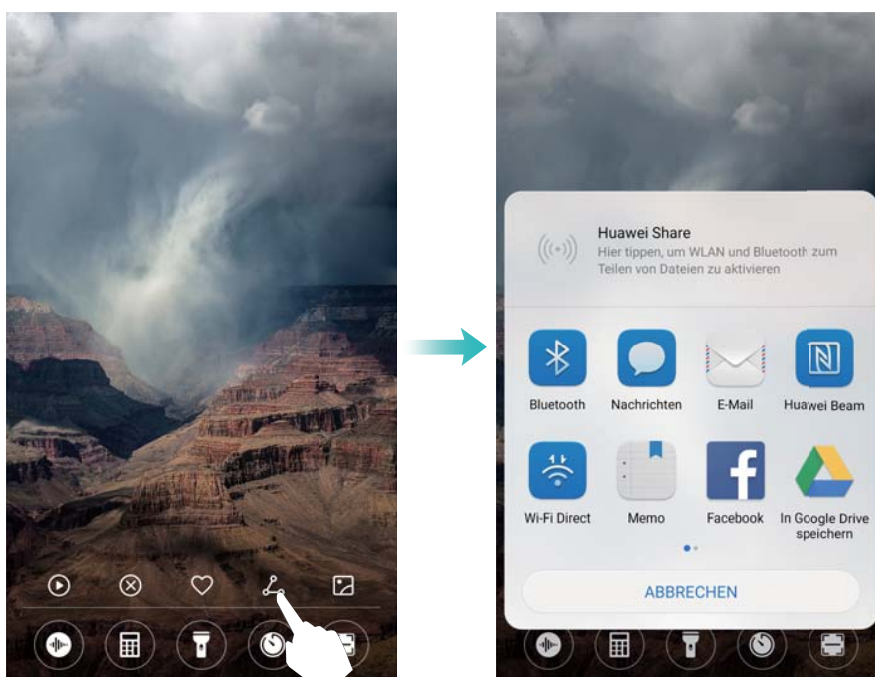 Huawei Share
Hier tippen, um WLAN und Bluetooth zum
Teilen von Dateien zu aktivieren
Bluetooth
Nachrichten
E-Mail
Huawei Beam
Wi-Fi Direct
Memo
Facebook
In Google Drive
speichern
ABBRECHEN